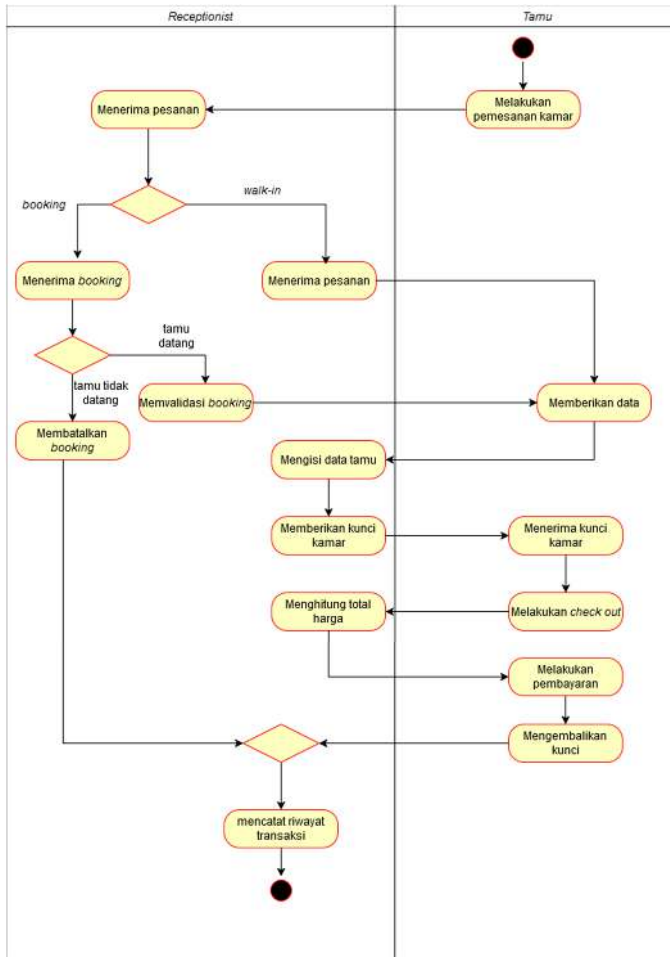 Receptionist
Tamu
Menerima pesanan
Melakukan
pemesanan kamar
booking
walk-in
Menerima booking
Menerima pesanan
tamu
datang
tamu tidak
datang
Memvalidasi booking
Memberikan data
Membatalkan
booking
Mengisi data tamu
Memberikan kunci
kamar
Menerima kunci
kamar
Menghitung total
harga
Melakukan check out
Melakukan
pembayaran
Mengembalikan
kunci
mencatat riwayat
transaksi